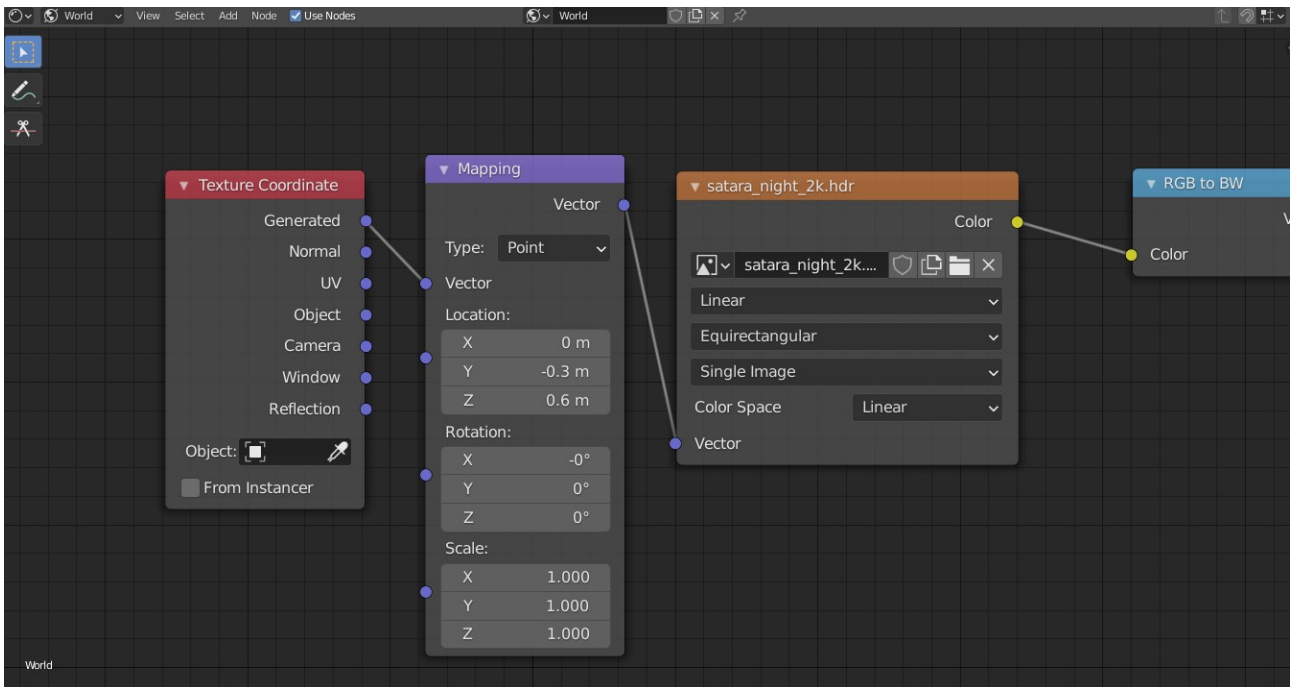 World View Select Add Node Use Nodes World
Texture Coordinate
Generated
Normal
UV
Object
Camera
Window
Reflection
Object:
From Instancer
Mapping
Vector
Type: Point
Vector
Location:
X 0 m
Y -0.3 m
Z 0.6 m
Rotation:
X -0°
Y 0°
Z 0°
Scale:
X 1.000
Y 1.000
Z 1.000
satara_night_2k.hdr
Color
satara_night_2k....
Linear
Equirectangular
Single Image
Color Space Linear
Vector
RGB to BW
V
Color
World